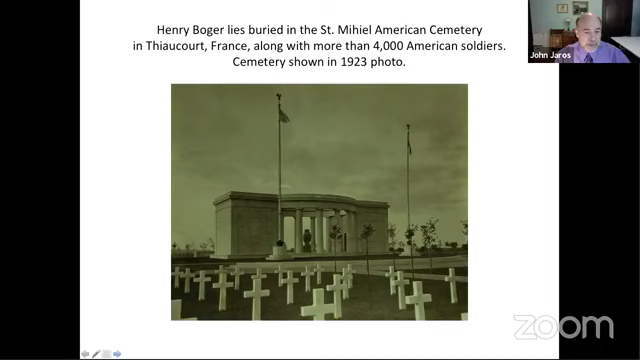 Henry Boger lies buried in the St. Mihiel American Cemetery
in Thiaucourt, France, along with more than 4,000 American soldiers.
Cemetery shown in 1923 photo.
John Jaros
zoom